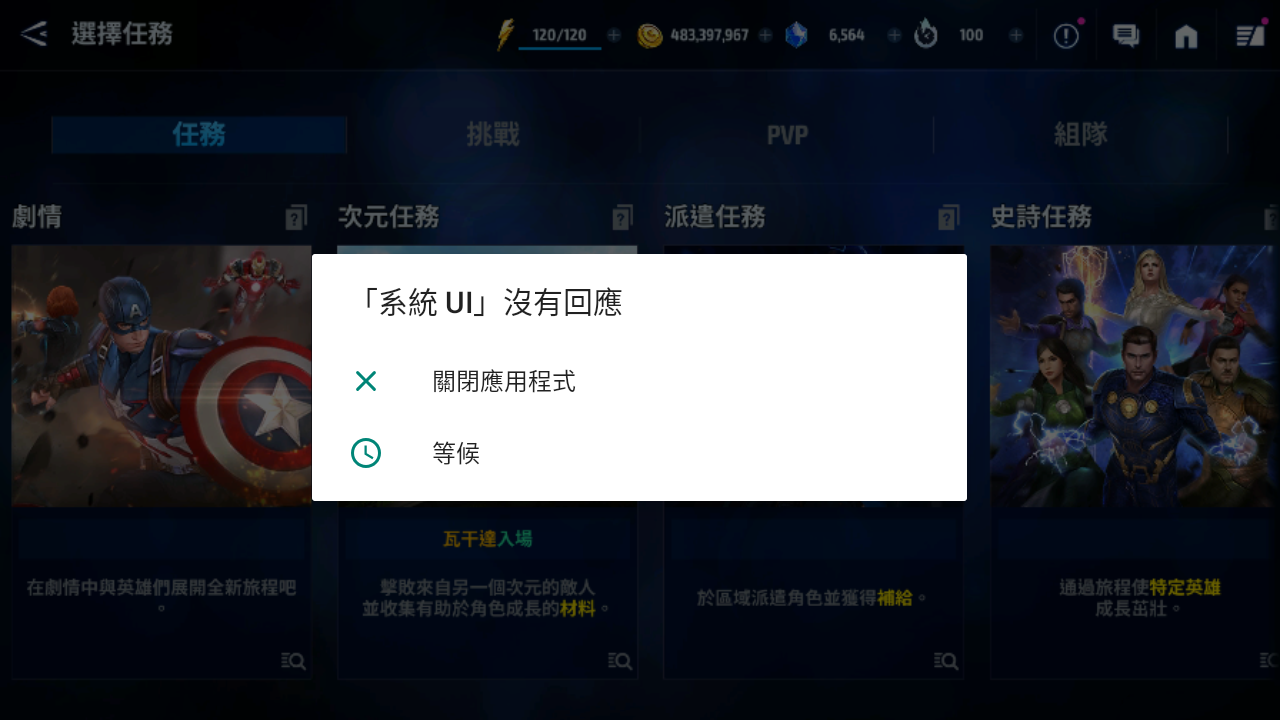 選擇任務
120/120
483,397,967
6,564
100
任務
挑戰
PVP
組隊
劇情
次元任務
派遣任務
史詩任務
「系統 UI」沒有回應
關閉應用程式
等候
在劇情中與英雄們展開全新旅程吧
。
瓦干達入場
擊敗來自另一個次元的敵人
並收集有助於角色成長的材料。
於區域派遣角色並獲得補給。
通過旅程使特定英雄
成長茁壯。